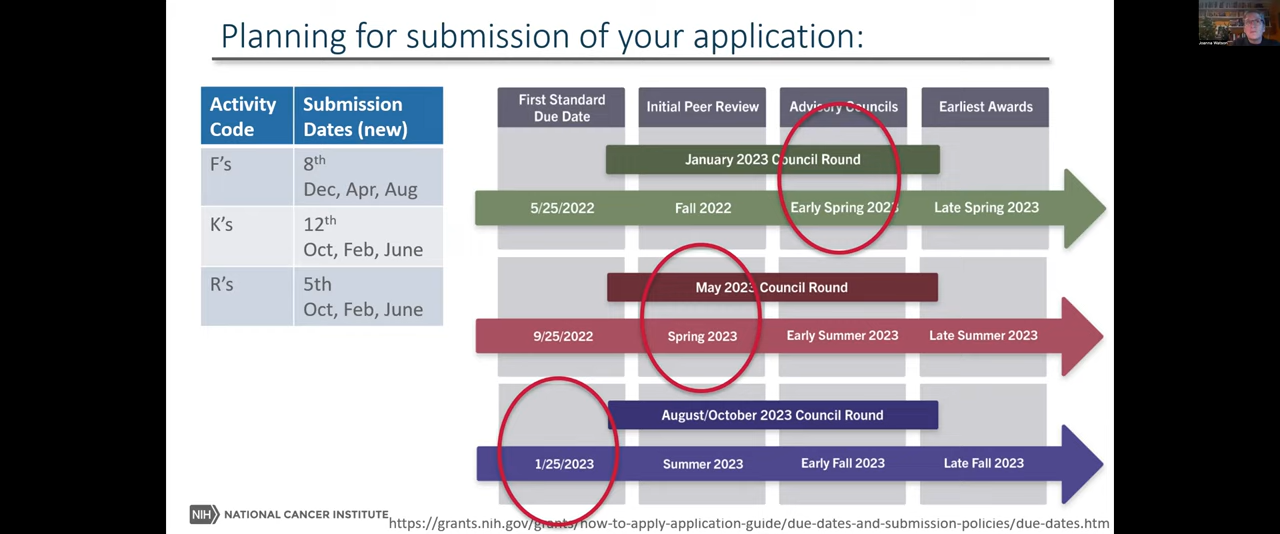 Planning for submission of your application:
Activity
Code
Submission
Dates (new)
F's
8th
Dec, Apr, Aug
K's
12th
Oct, Feb, June
R's
5th
Oct, Feb, June
First Standard
Due Date
Initial Peer Review
Advisory Councils
Earliest Awards
January 2023 Council Round
5/25/2022
Fall 2022
Early Spring 2023
Late Spring 2023
May 2023 Council Round
9/25/2022
Spring 2023
Early Summer 2023
Late Summer 2023
August/October 2023 Council Round
1/25/2023
Summer 2023
Early Fall 2023
Late Fall 2023
NIH NATIONAL CANCER INSTITUTE
https://grants.nih.gov/grants/how-to-apply-application-guide/due-dates-and-submission-policies/due-dates.htm
Joanna Watson